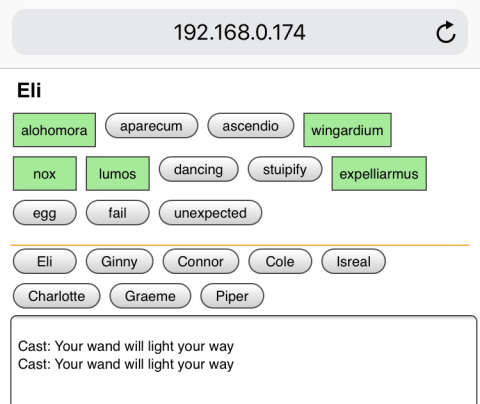 192.168.0.174
Eli
alohomora aparecum ascendio wingardium
nox lumos dancing stuipify expelliarmus
egg fail unexpected
Eli Ginny Connor Cole Isreal
Charlotte Graeme Piper
Cast: Your wand will light your way
Cast: Your wand will light your way